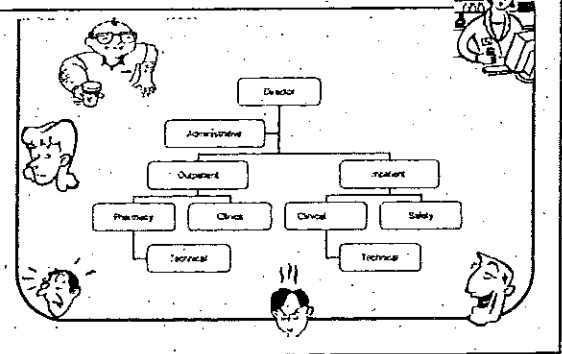 Director
Administrative
Outpatient Inpatient
Pharmacy Clinics Clinical Safety
Technical Technical